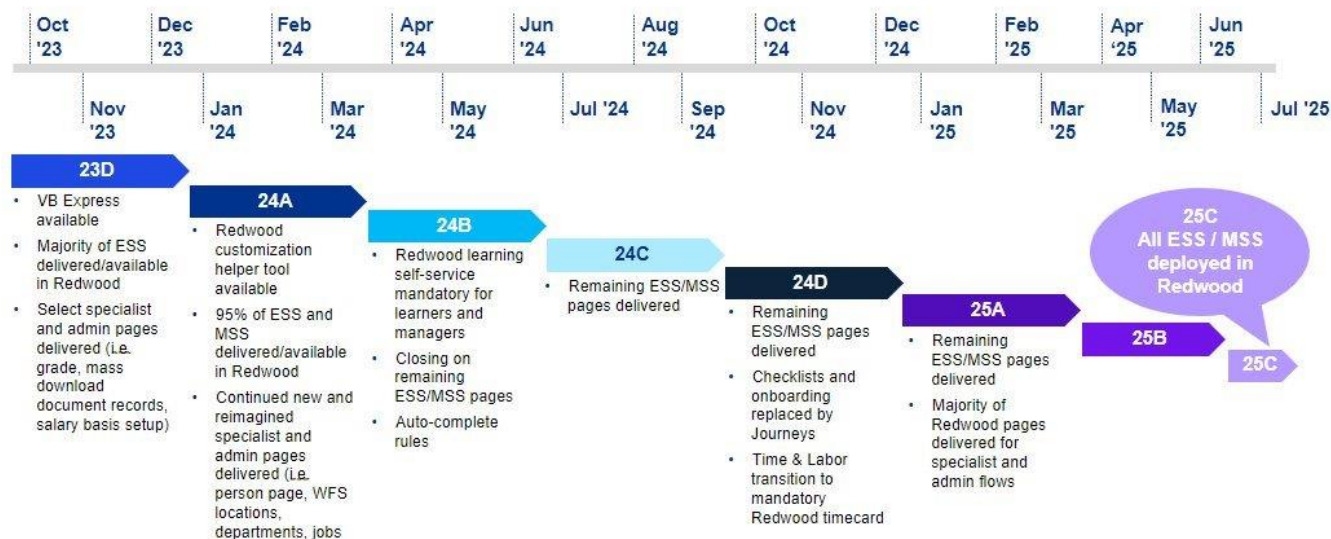 Oct
'23
Dec
'23
Feb
'24
Apr
'24
Jun
'24
Aug
'24
Oct
'24
Dec
'24
Feb
'25
Apr
‘25
Jun
'25
Nov
'23
Jan
'24
Mar
'24
May
'24
Jul '24
Sep
'24
Nov
'24
Jan
'25
Mar
'25
May
'25
Jul '25
23D
• VB Express
available
• Majority of ESS
delivered/available
in Redwood
• Select specialist
and admin pages
delivered (i.e.
grade, mass
download
document records,
salary basis setup)
24A
• Redwood
customization
helper tool
available
• 95% of ESS and
MSS
delivered/available
in Redwood
• Continued new and
reimagined
specialist and
admin pages
delivered (i.e.
person page, WFS
locations,
departments, jobs
24B
• Redwood learning
self-service
mandatory for
learners and
managers
• Closing on
remaining
ESS/MSS pages
• Auto-complete
rules
24C
• Remaining ESS/MSS
pages delivered
24D
• Remaining
ESS/MSS pages
delivered
• Checklists and
onboarding
replaced by
Journeys
• Time & Labor
transition to
mandatory
Redwood timecard
25A
• Remaining
ESS/MSS pages
delivered
• Majority of
Redwood pages
delivered for
specialist and
admin flows
25B
25C
All ESS / MSS
deployed in
Redwood
25C